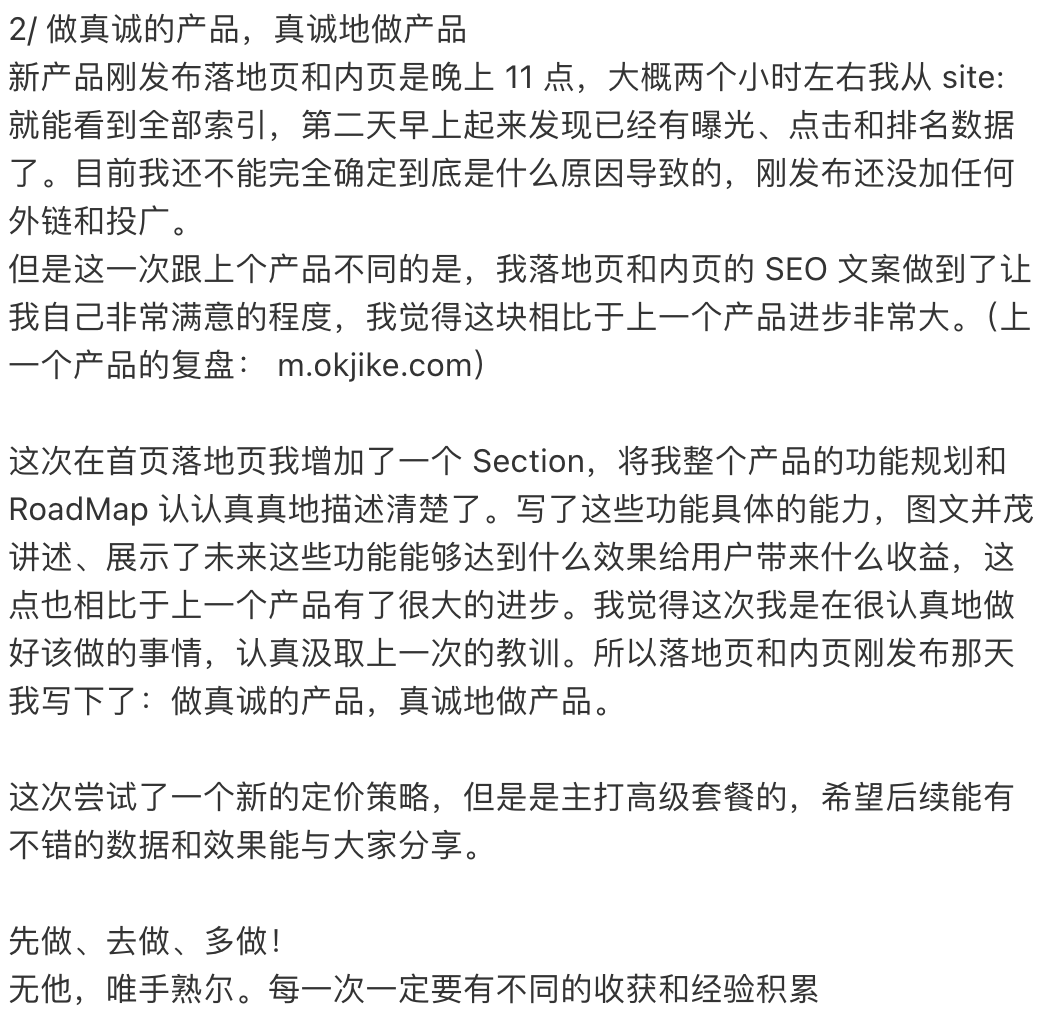 2/ 做真诚的产品，真诚地做产品
新产品刚发布落地页和内页是晚上 11 点，大概两个小时左右我从 site:
就能看到全部索引，第二天早上起来发现已经有曝光、点击和排名数据
了。目前我还不能完全确定到底是什么原因导致的，刚发布还没加任何
外链和投广。
但是这一次跟上个产品不同的是，我落地页和内页的 SEO 文案做到了让
我自己非常满意的程度，我觉得这块相比于上一个产品进步非常大。（上
一个产品的复盘： m.okjike.com）
这次在首页落地页我增加了一个 Section，将我整个产品的功能规划和
RoadMap 认认真真地描述清楚了。写了这些功能具体的能力，图文并茂
讲述、展示了未来这些功能能够达到什么效果给用户带来什么收益，这
点也相比于上一个产品有了很大的进步。我觉得这次我是在很认真地做
好该做的事情，认真汲取上一次的教训。所以落地页和内页刚发布那天
我写下了：做真诚的产品，真诚地做产品。
这次尝试了一个新的定价策略，但是是主打高级套餐的，希望后续能有
不错的数据和效果能与大家分享。
先做、去做、多做！
无他，唯手熟尔。每一次一定要有不同的收获和经验积累